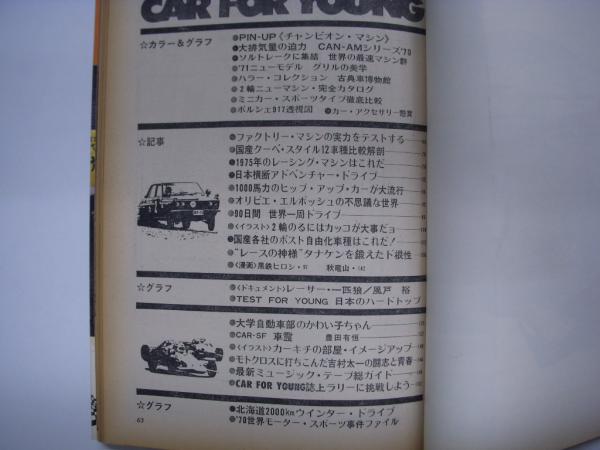 CAR FOR YOUNG
☆カラー&グラフ
●PIN-UP《チャンピオン・マシン》
●大排気量の迫力 CAN-AMシリーズ'70
●ソルトレークに集結 世界の最速マシン群
●'71ニューモデル グリルの美学
●ハラー・コレクション 古典車博物館
●2輪ニューマシン・完全カタログ
●ミニカー・スポーツタイプ徹底比較
●ポルシェ917透視図 ●カー・アクセサリー懸賞
☆記事
●ファクトリー・マシンの実力をテストする
●国産クーペ・スタイル12車種比較解剖
●1975年のレーシング・マシンはこれだ
●日本横断アドベンチャー・ドライブ
●1000馬力のヒップ・アップ・カーが大流行
●オリビエ・エルボッシュの不思議な世界
●90日間 世界一周ドライブ
●〈イラスト〉2輪のるにはカッコが大事だョ
●国産各社のポスト自由化車種はこれだ!
●"レースの神様"タナケンを鍛えたド根性
●〈漫画〉黒鉄ヒロシ 秋竜山・142
☆グラフ
●〈ドキュメント〉レーサー・一匹狼/風戸 裕
●TEST FOR YOUNG 日本のハードトップ
●大学自動車部のかわい子ちゃん
●CAR-SF 車霊 豊田有恒
●〈イラスト〉カーキチの部屋・イメージアップ
●モトクロスに打ちこんだ吉村太一の闘志と青春
●最新ミュージック・テープ総ガイド
●CAR FOR YOUNG誌上ラリーに挑戦しよう
☆グラフ
●北海道2000kmウインター・ドライブ
●'70世界モーター・スポーツ事件ファイル
63